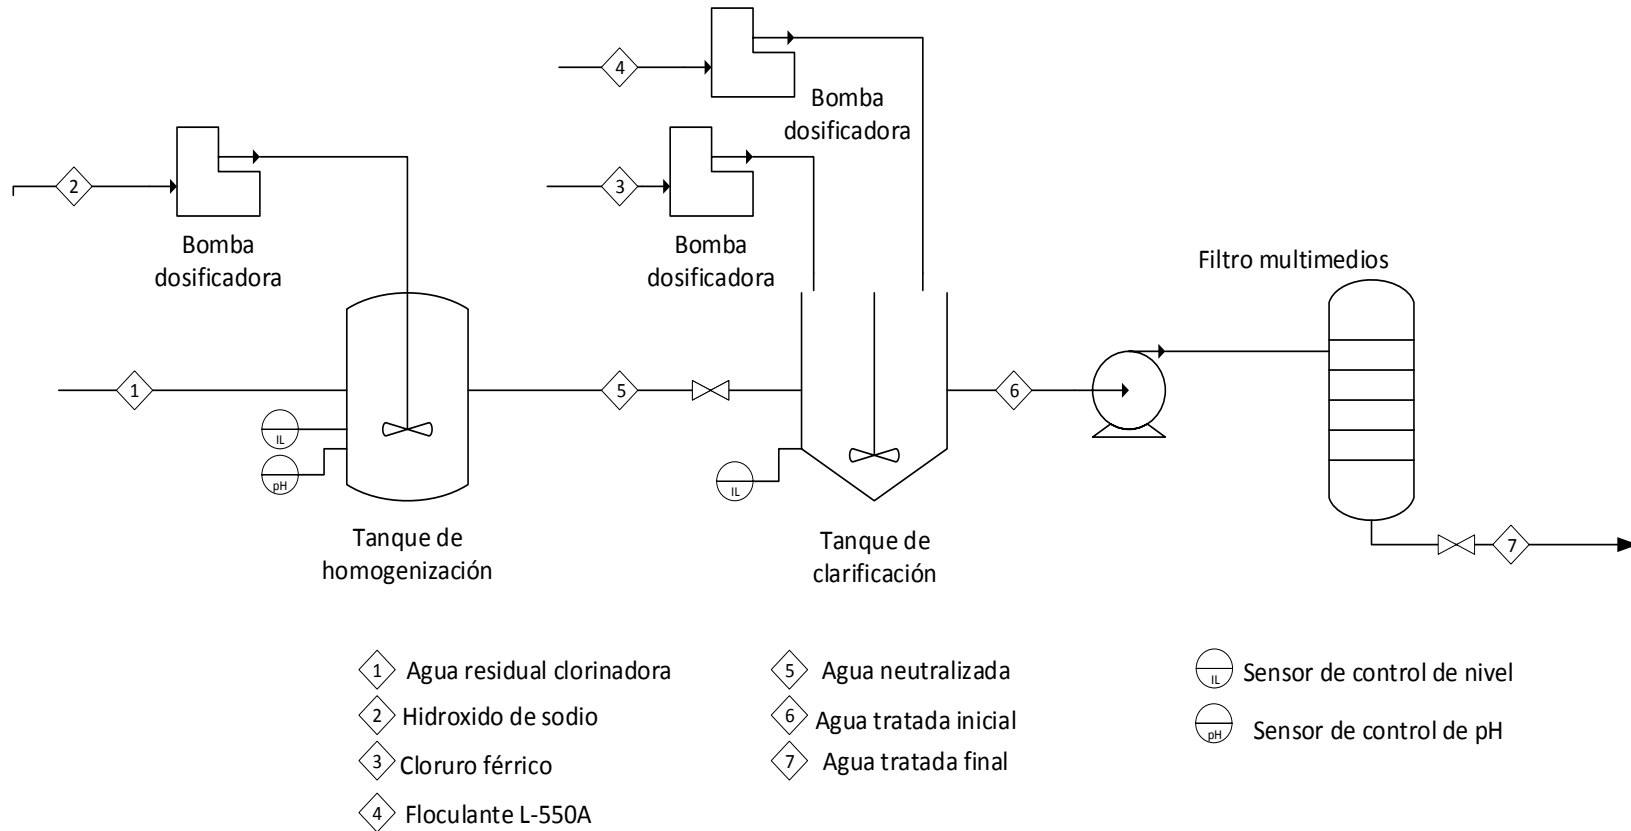 4
Bomba
dosificadora
2
3
Bomba
dosificadora
Bomba
dosificadora
Filtro multimedios
1
5
6
IL
pH
IL
7
Tanque de
homogenización
Tanque de
clarificación
1 Agua residual clorinadora
2 Hidroxido de sodio
3 Cloruro férrico
4 Floculante L-550A
5 Agua neutralizada
6 Agua tratada inicial
7 Agua tratada final
IL Sensor de control de nivel
pH Sensor de control de pH